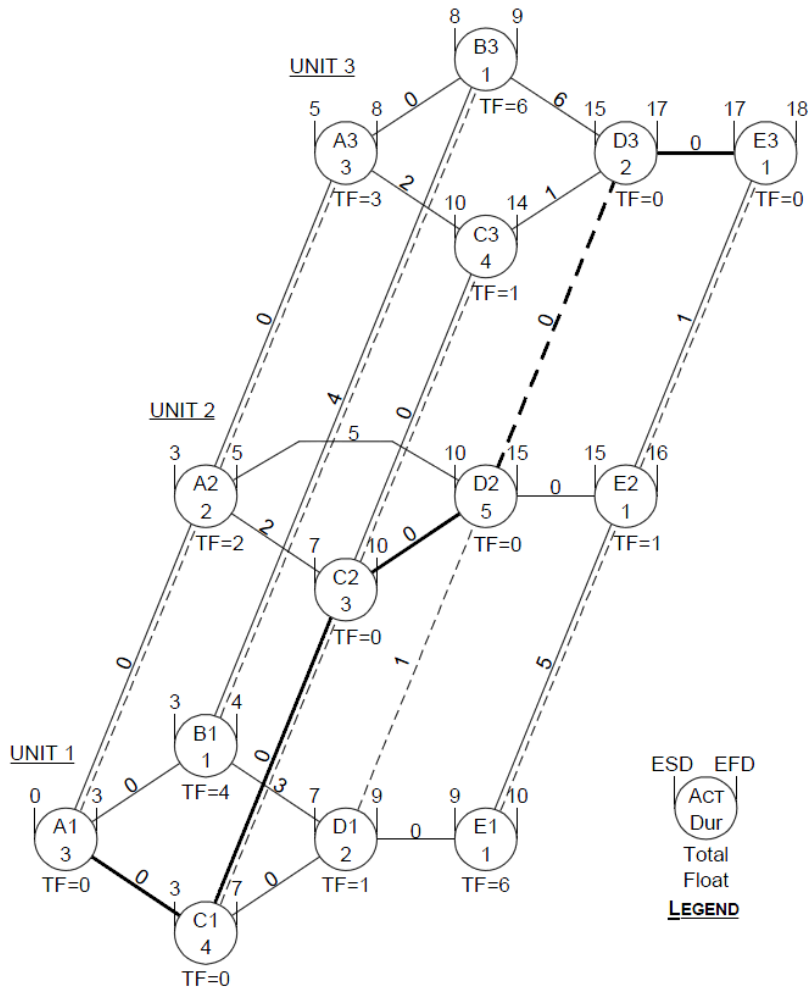 8 9
B3
1
TF=6
UNIT 3
5 8
A3
3
TF=3
0
6
15 17
D3
2
TF=0
0
17 18
E3
1
TF=0
2
1
10 14
C3
4
TF=1
0
4
0
0
1
UNIT 2
5
3 5
A2
2
TF=2
10 15
D2
5
TF=0
0
15 16
E2
1
TF=1
2
0
7 10
C2
3
TF=0
0
1
5
3 4
B1
1
TF=4
0
UNIT 1
0 3
A1
3
TF=0
0
3
7 9
D1
2
TF=1
0
9 10
E1
1
TF=6
0
0
3 7
C1
4
TF=0
ESD EFD
ACT
Dur
Total
Float
LEGEND